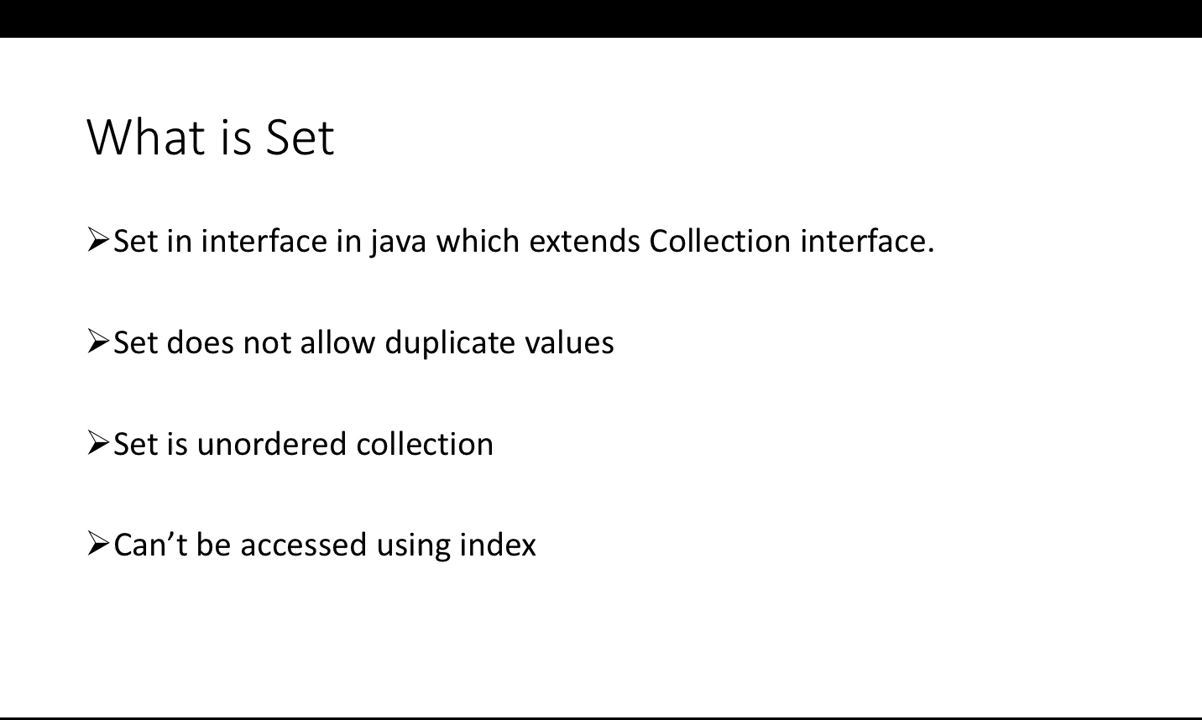 What is Set
➢Set in interface in java which extends Collection interface.
➢Set does not allow duplicate values
➢Set is unordered collection
➢Can’t be accessed using index